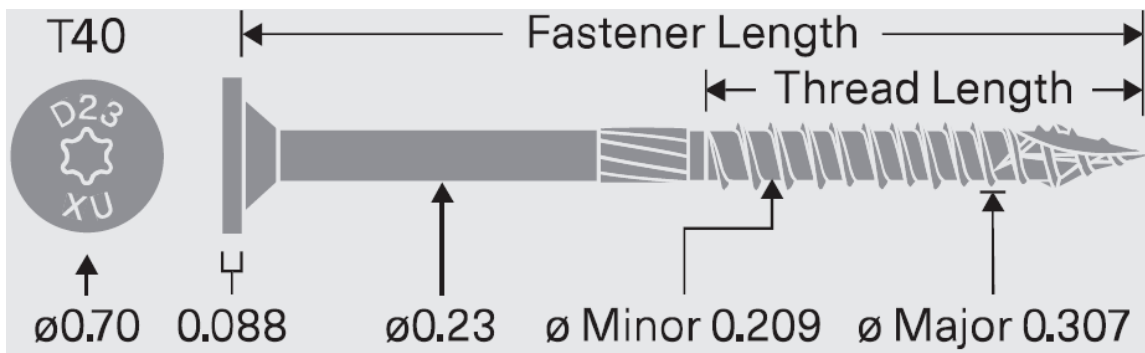 T40
Fastener Length
Thread Length
D23
XU
ø0.70
0.088
ø0.23
ø Minor 0.209
ø Major 0.307